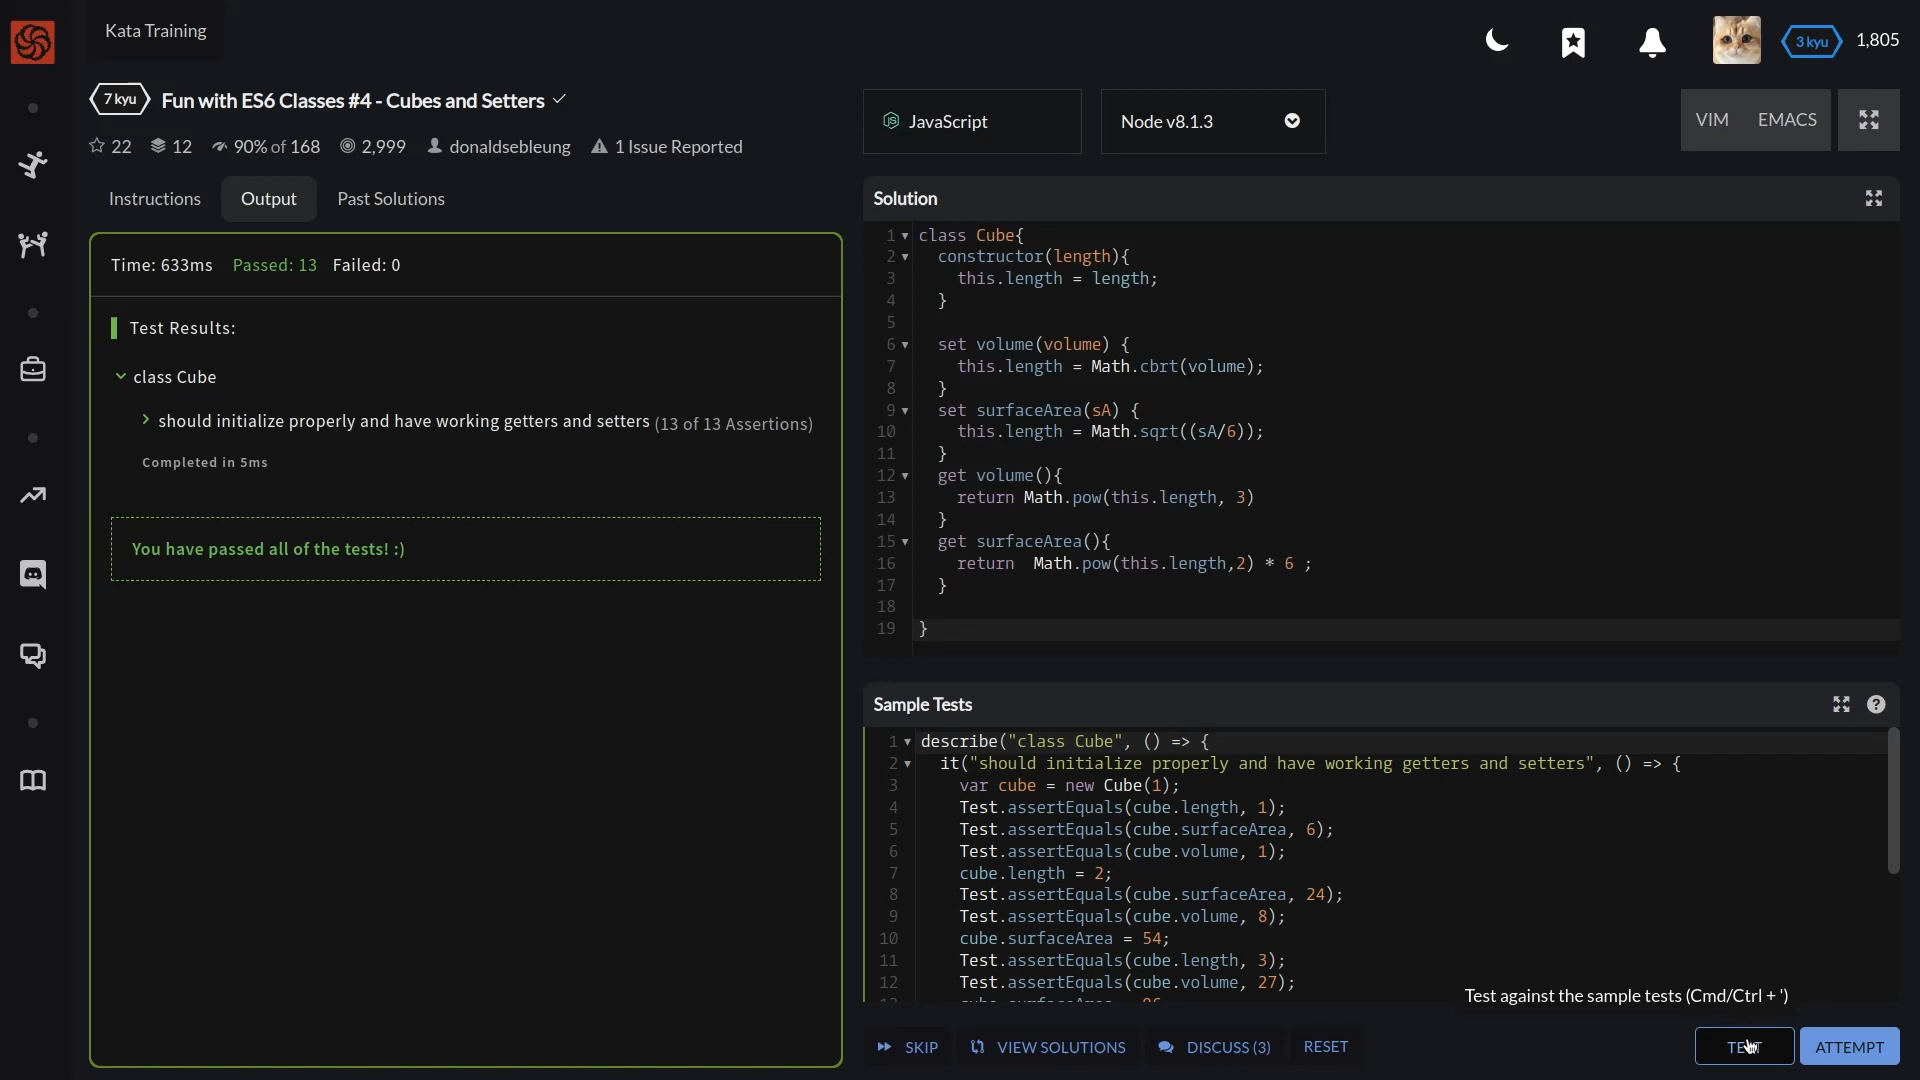 Kata Training
3 kyu
1,805
7 kyu
Fun with ES6 Classes #4 - Cubes and Setters
22
12
90% of 168
2,999
donaldsebleung
1 Issue Reported
Instructions
Output
Past Solutions
Time: 633ms Passed: 13 Failed: 0
Test Results:
class Cube
should initialize properly and have working getters and setters (13 of 13 Assertions)
Completed in 5ms
You have passed all of the tests! :)
JavaScript
Node v8.1.3
VIM
EMACS
Solution
1 class Cube{
2 constructor(length){
3 this.length = length;
4 }
5
6 set volume(volume) {
7 this.length = Math.cbrt(volume);
8 }
9 set surfaceArea(sA) {
10 this.length = Math.sqrt((sA/6));
11 }
12 get volume(){
13 return Math.pow(this.length, 3)
14 }
15 get surfaceArea(){
16 return  Math.pow(this.length,2) * 6 ;
17 }
18
19 }
Sample Tests
1 describe("class Cube", () => {
2 it("should initialize properly and have working getters and setters", () => {
3 var cube = new Cube(1);
4 Test.assertEquals(cube.length, 1);
5 Test.assertEquals(cube.surfaceArea, 6);
6 Test.assertEquals(cube.volume, 1);
7 cube.length = 2;
8 Test.assertEquals(cube.surfaceArea, 24);
9 Test.assertEquals(cube.volume, 8);
10 cube.surfaceArea = 54;
11 Test.assertEquals(cube.length, 3);
12 Test.assertEquals(cube.volume, 27);
Test against the sample tests (Cmd/Ctrl + ')
SKIP
VIEW SOLUTIONS
DISCUSS (3)
RESET
TEST
ATTEMPT